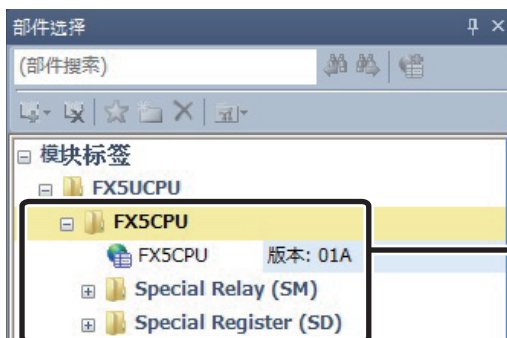 部件选择
(部件搜索)
模块标签
FX5UCPU
FX5CPU
FX5CPU 版本: 01A
Special Relay (SM)
Special Register (SD)